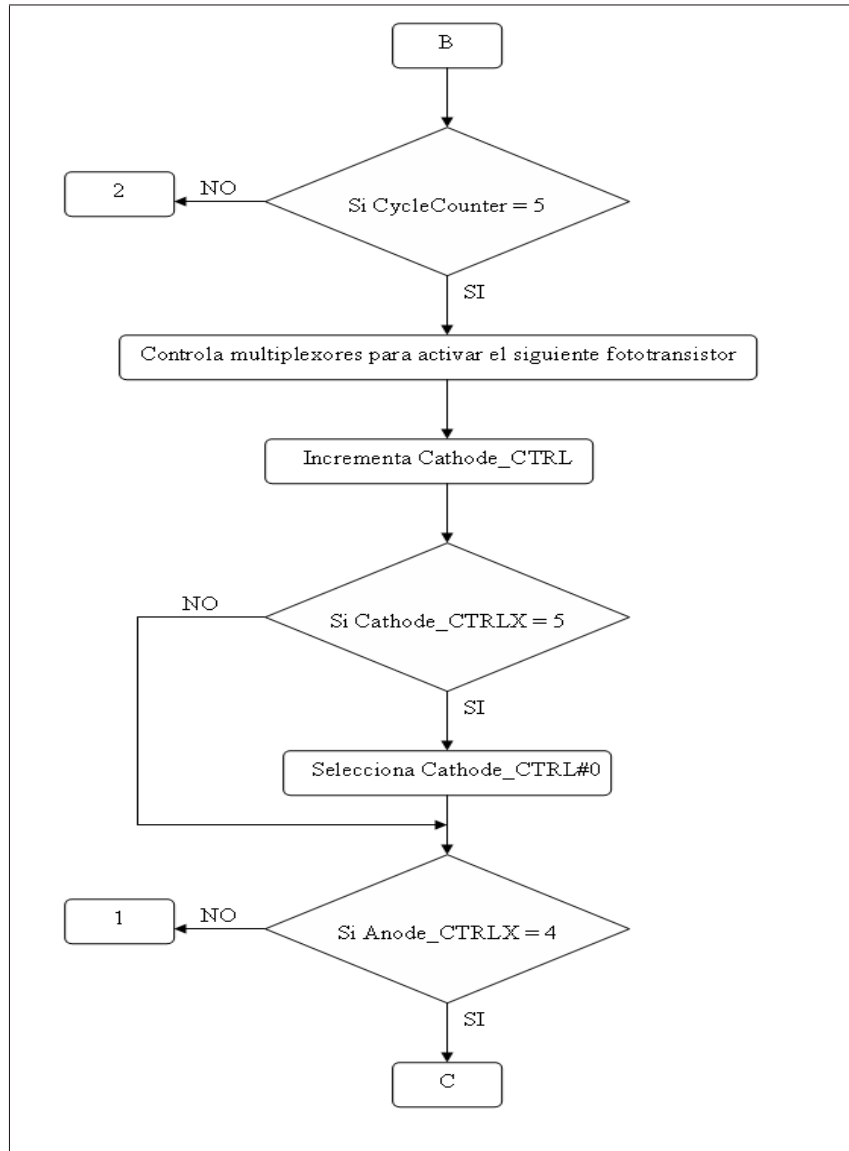 B
Si CycleCounter = 5
NO
2
SI
Controla multiplexores para activar el siguiente fototransistor
Incrementa Cathode_CTRL
Si Cathode_CTRLX = 5
NO
SI
Selecciona Cathode_CTRL#0
Si Anode_CTRLX = 4
NO
1
SI
C